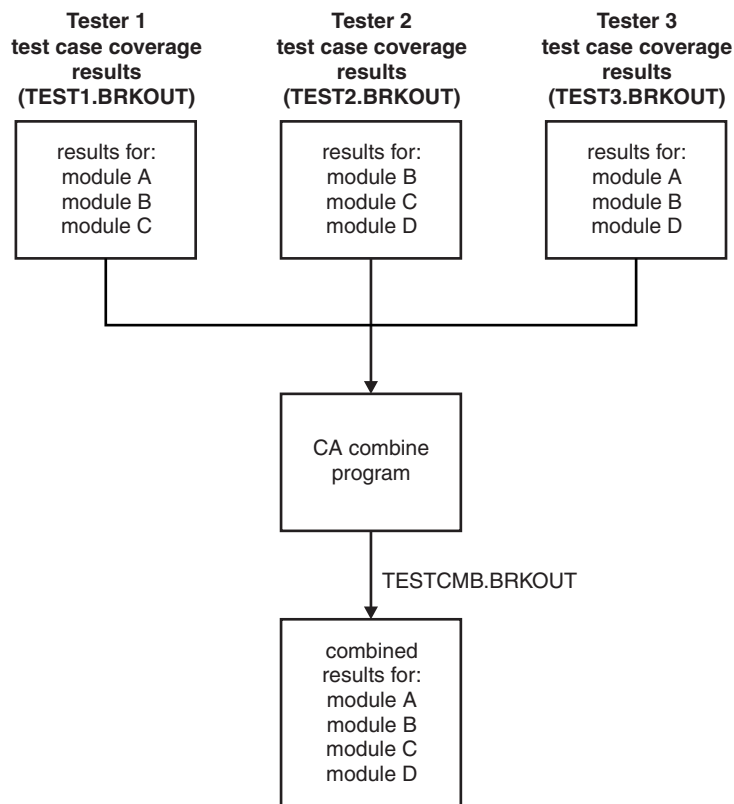 Tester 1
test case coverage
results
(TEST1.BRKOUT)
Tester 2
test case coverage
results
(TEST2.BRKOUT)
Tester 3
test case coverage
results
(TEST3.BRKOUT)
results for:
module A
module B
module C
results for:
module B
module C
module D
results for:
module A
module B
module D
CA combine
program
TESTCMB.BRKOUT
combined
results for:
module A
module B
module C
module D